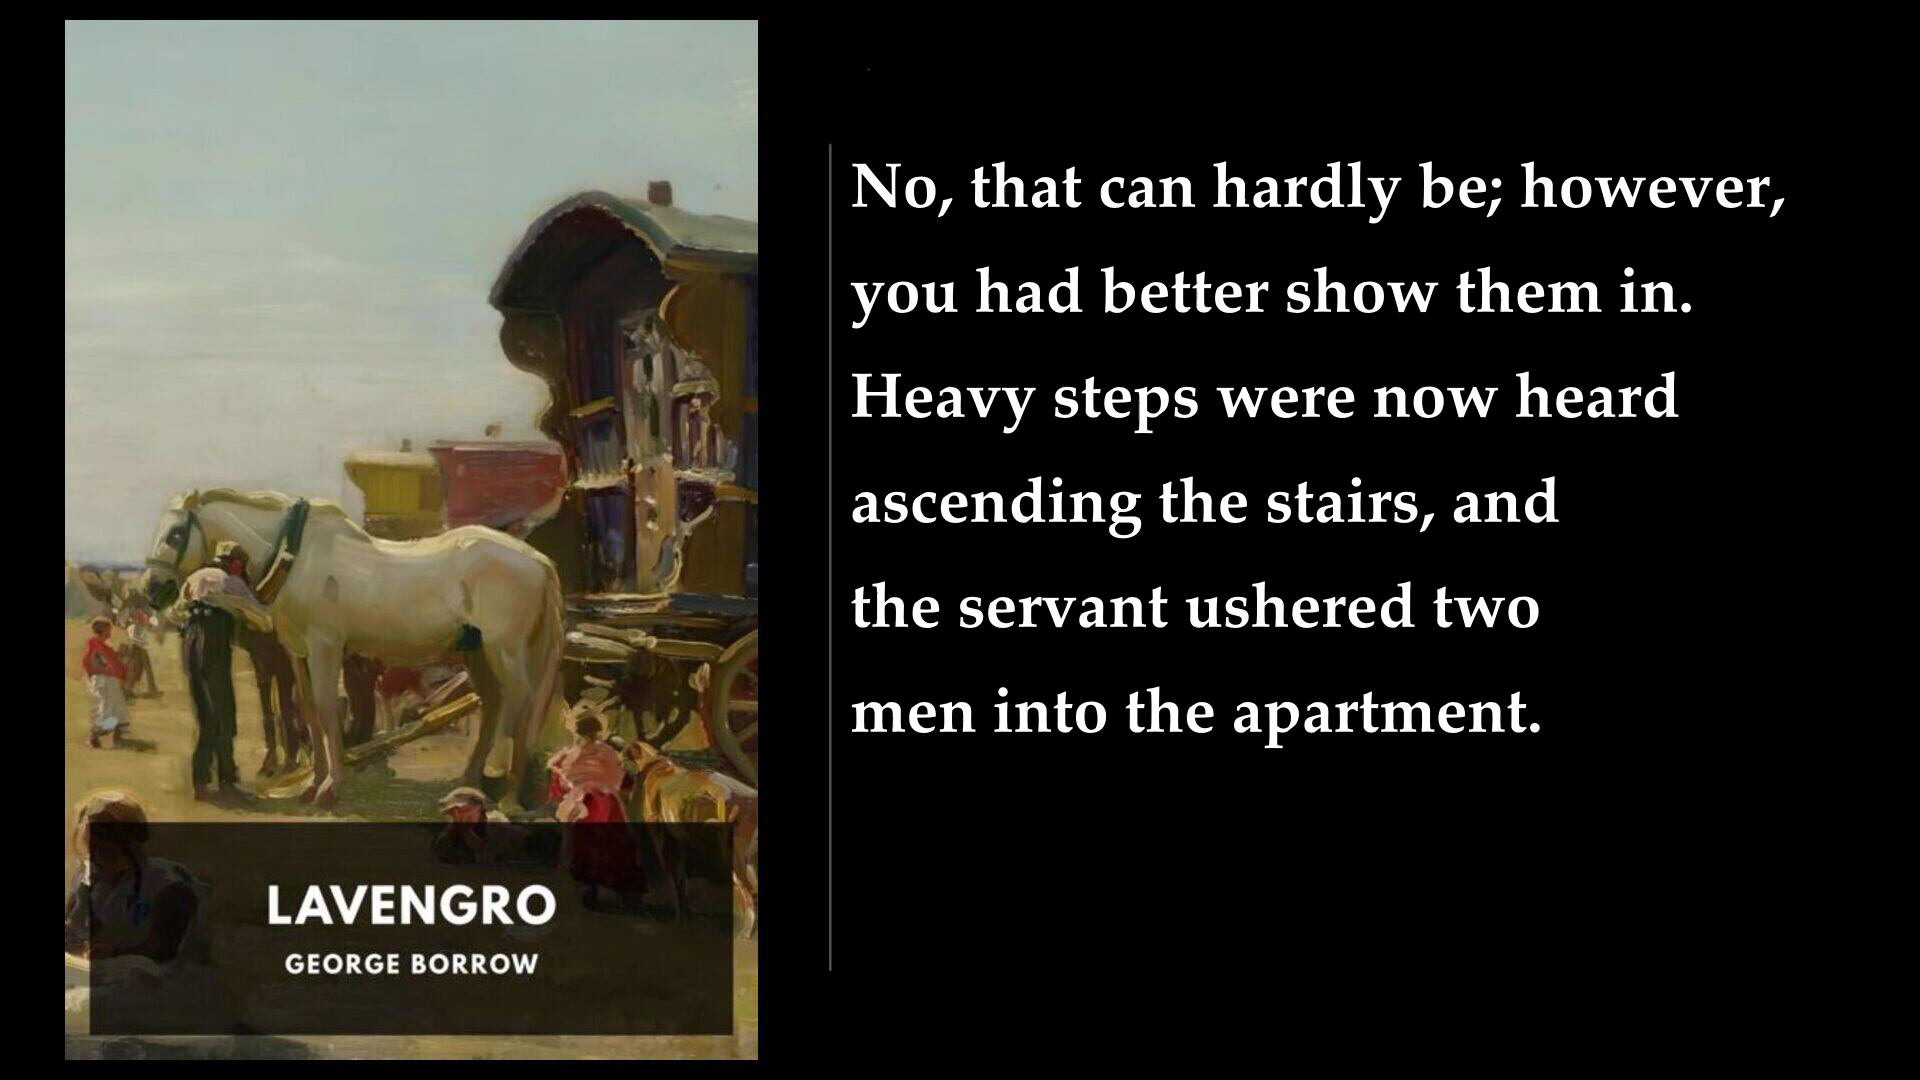 LAVENGRO
GEORGE BORROW
No, that can hardly be; however,
you had better show them in.
Heavy steps were now heard
ascending the stairs, and
the servant ushered two
men into the apartment.